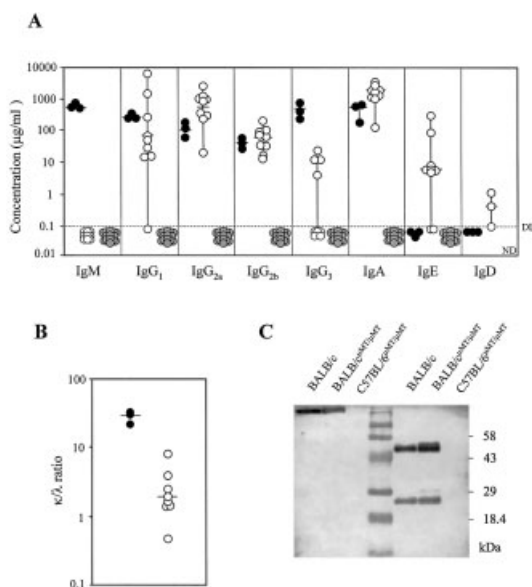 A
Concentration (μg/ml)
10000
1000
100
10
1
0.1
0.01
DL
ND
IgM IgG1 IgG2a IgG2b IgG3 IgA IgE IgD
B
κ/λ ratio
100
10
1
0.1
C
BALB/c
BALB/cμMT/μMT
C57BL/6μMT/μMT
BALB/c
BALB/cμMT/μMT
C57BL/6μMT/μMT
58
43
29
18.4
kDa